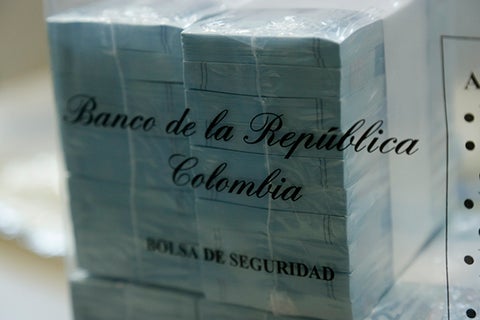 Banco de la República
Colombia
BOLSA DE SEGURIDAD
A